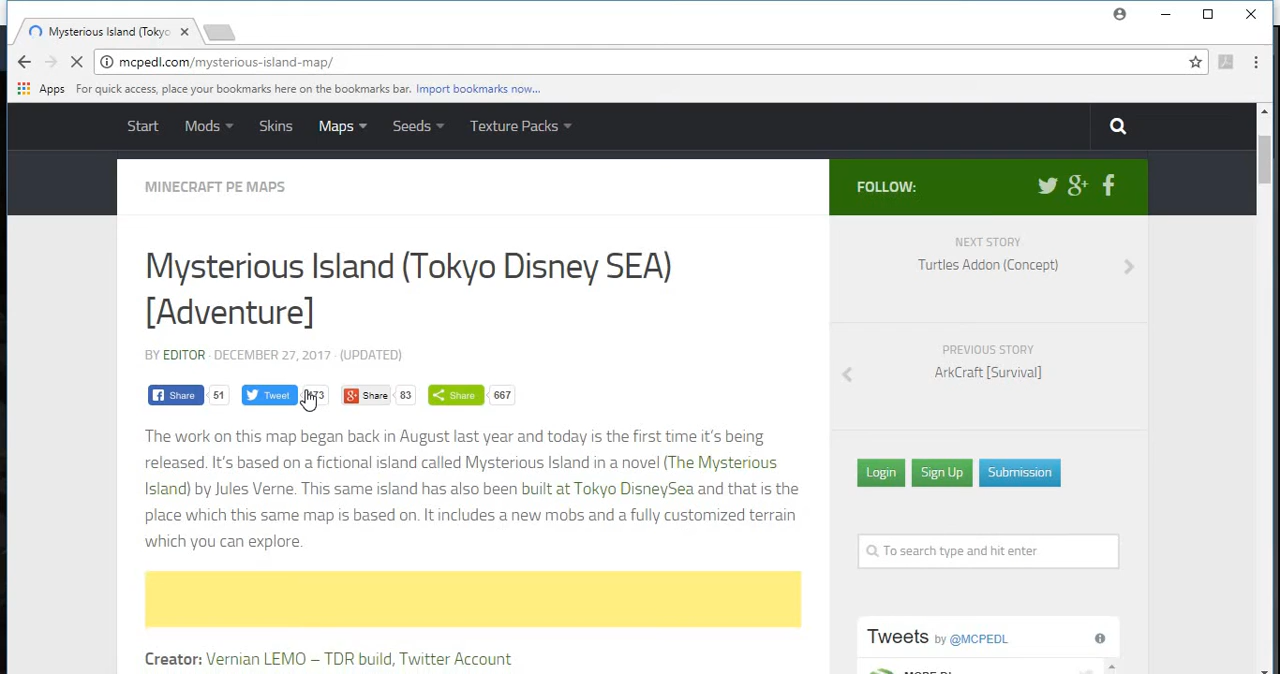 Mysterious Island (Tokyo
mcpedl.com/mysterious-island-map/
Apps For quick access, place your bookmarks here on the bookmarks bar. Import bookmarks now...
Start Mods Skins Maps Seeds Texture Packs
MINECRAFT PE MAPS
FOLLOW:
Mysterious Island (Tokyo Disney SEA)
[Adventure]
BY EDITOR · DECEMBER 27, 2017 · (UPDATED)
Share 51 Tweet Share 83 Share 667
The work on this map began back in August last year and today is the first time it's being
released. It's based on a fictional island called Mysterious Island in a novel (The Mysterious
Island) by Jules Verne. This same island has also been built at Tokyo DisneySea and that is the
place which this same map is based on. It includes a new mobs and a fully customized terrain
which you can explore.
Creator: Vernian LEMO – TDR build, Twitter Account
NEXT STORY
Turtles Addon (Concept)
PREVIOUS STORY
ArkCraft [Survival]
Login Sign Up Submission
To search type and hit enter
Tweets by @MCPEDL